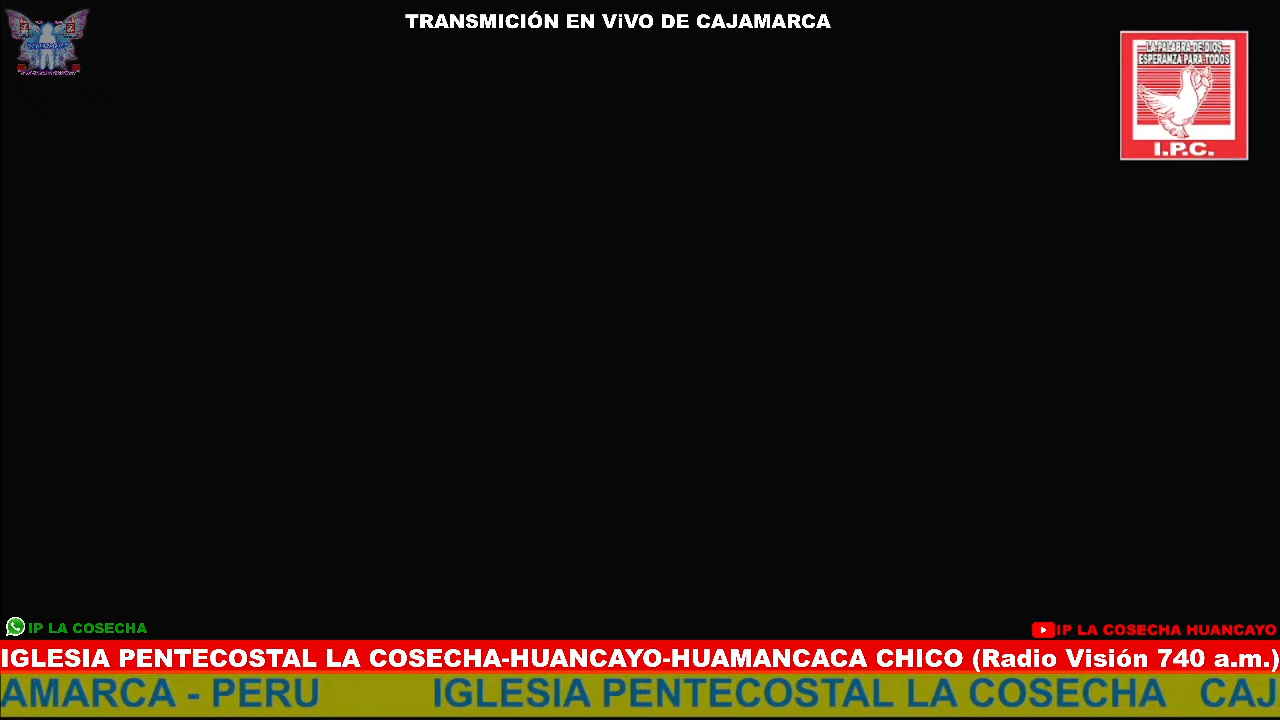 TRANSMICIÓN EN ViVO DE CAJAMARCA
LA PALABRA DE DIOS
ESPERANZA PARA TODOS
I.P.C.
IP LA COSECHA
IP LA COSECHA HUANCAYO
IGLESIA PENTECOSTAL LA COSECHA-HUANCAYO-HUAMANCACA CHICO (Radio Visión 740 a.m.)
AMARCA - PERU IGLESIA PENTECOSTAL LA COSECHA CAJ